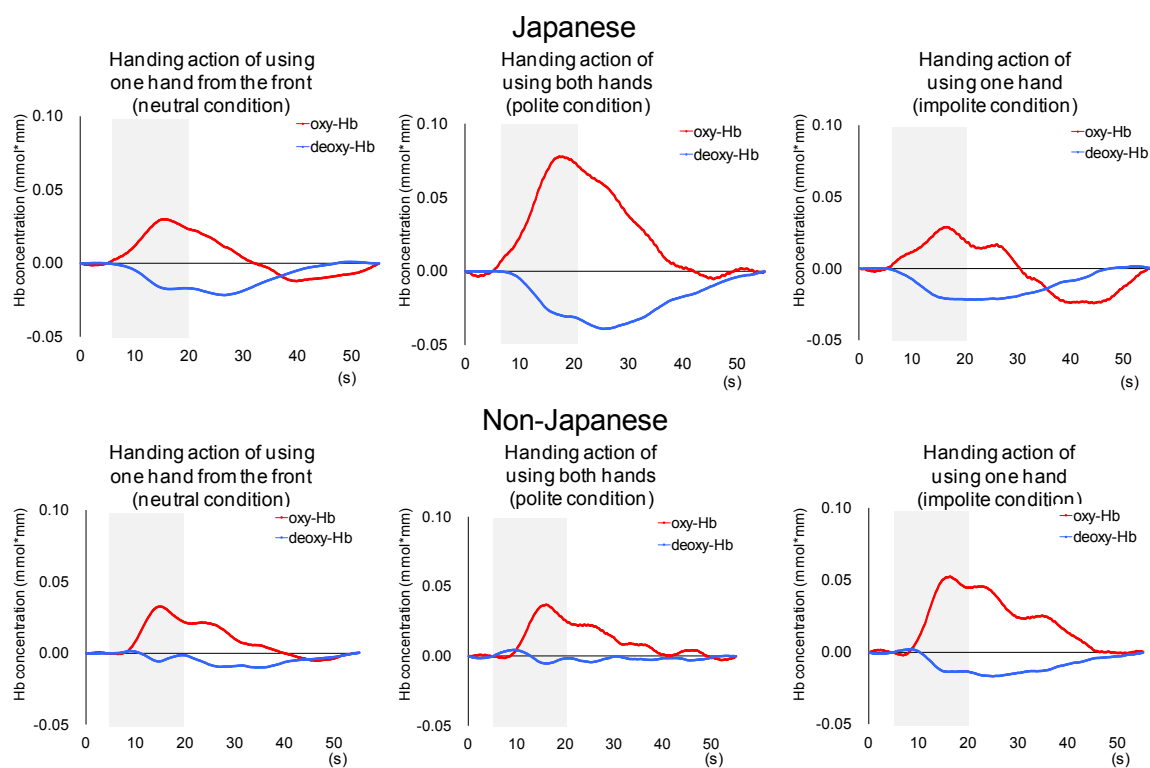 Japanese
Handing action of using
one hand from the front
(neutral condition)
Hb concentration (mmol*mm)
0.10
0.05
0.00
-0.05
oxy-Hb
deoxy-Hb
0 10 20 30 40 50
(s)
Handing action of
using both hands
(polite condition)
Hb concentration (mmol*mm)
0.10
0.05
0.00
-0.05
oxy-Hb
deoxy-Hb
0 10 20 30 40 50
(s)
Handing action of
using one hand
(impolite condition)
Hb concentration (mmol*mm)
0.10
0.05
0.00
-0.05
oxy-Hb
deoxy-Hb
0 10 20 30 40 50
(s)
Non-Japanese
Handing action of using
one hand from the front
(neutral condition)
Hb concentration (mmol*mm)
0.10
0.05
0.00
-0.05
oxy-Hb
deoxy-Hb
0 10 20 30 40 50
(s)
Handing action of
using both hands
(polite condition)
Hb concentration (mmol*mm)
0.10
0.05
0.00
-0.05
oxy-Hb
deoxy-Hb
0 10 20 30 40 50
(s)
Handing action of
using one hand
(impolite condition)
Hb concentration (mmol*mm)
0.10
0.05
0.00
-0.05
oxy-Hb
deoxy-Hb
0 10 20 30 40 50
(s)